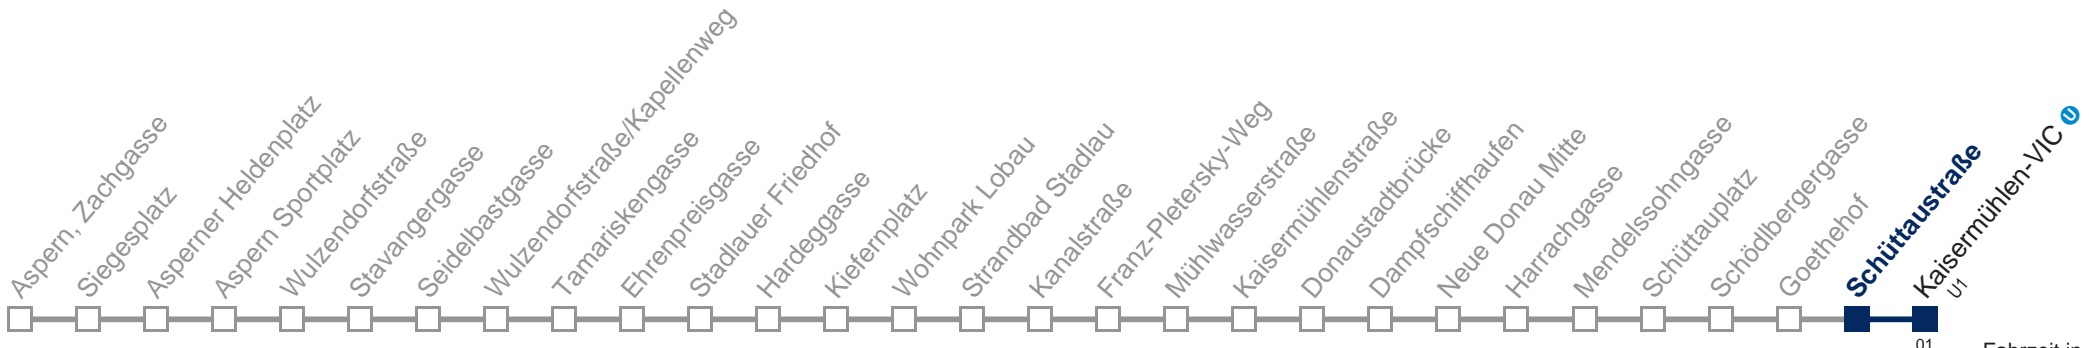 Aspern, Zachgasse
Siegesplatz
Asperner Heldenplatz
Aspern Sportplatz
Wulzendorfstraße
Stavangergasse
Seidelbastgasse
Wulzendorfstraße/Kapellenweg
Tamariskengasse
Ehrenpreisgasse
Stadlauer Friedhof
Hardeggasse
Kiefernplatz
Wohnpark Lobau
Strandbad Stadlau
Kanalstraße
Franz-Pletersky-Weg
Mühlwasserstraße
Kaisermühlenstraße
Donaustadtbrücke
Dampfschiffhaufen
Neue Donau Mitte
Harrachgasse
Mendelssohngasse
Schüttauplatz
Schödlbergergasse
Goethehof
Schüttaustraße
Kaisermühlen-VIC U
U1
01
Fahrzeit in